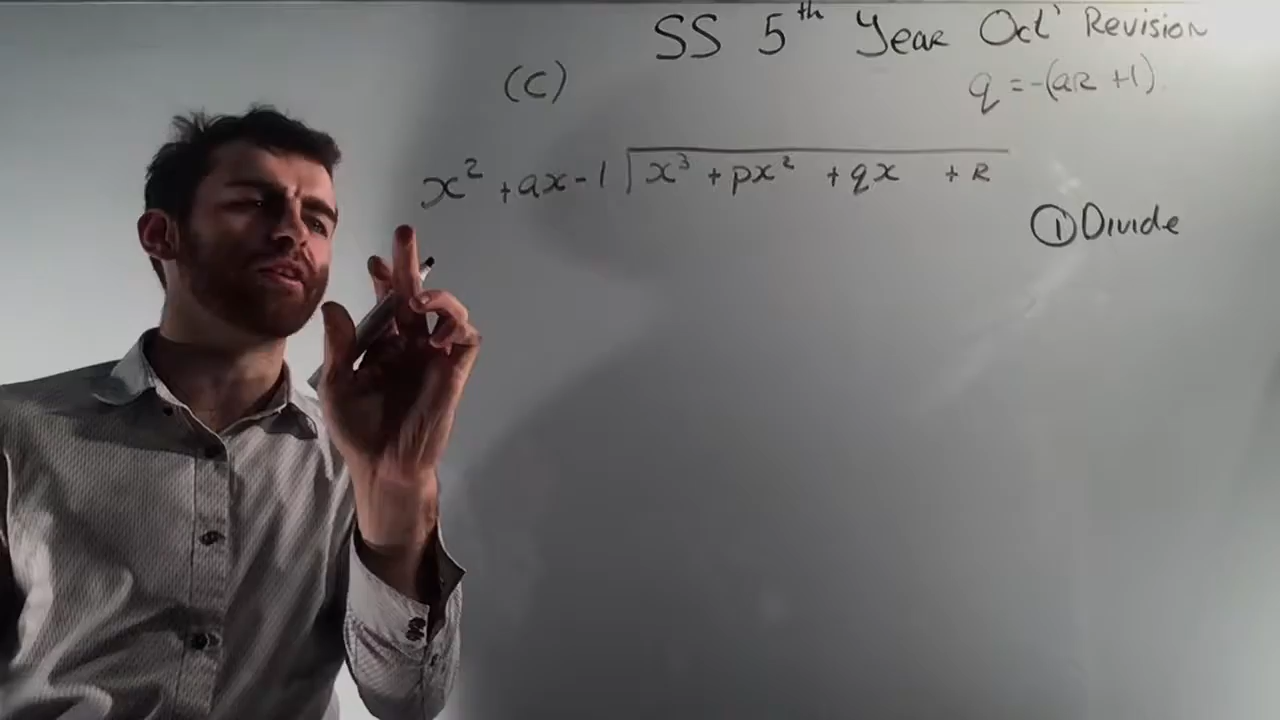 SS 5th Year Oct' Revision
(C)
q = -(aR + 1)
x² + ax - 1 | x³ + px² + qx + R
① Divide